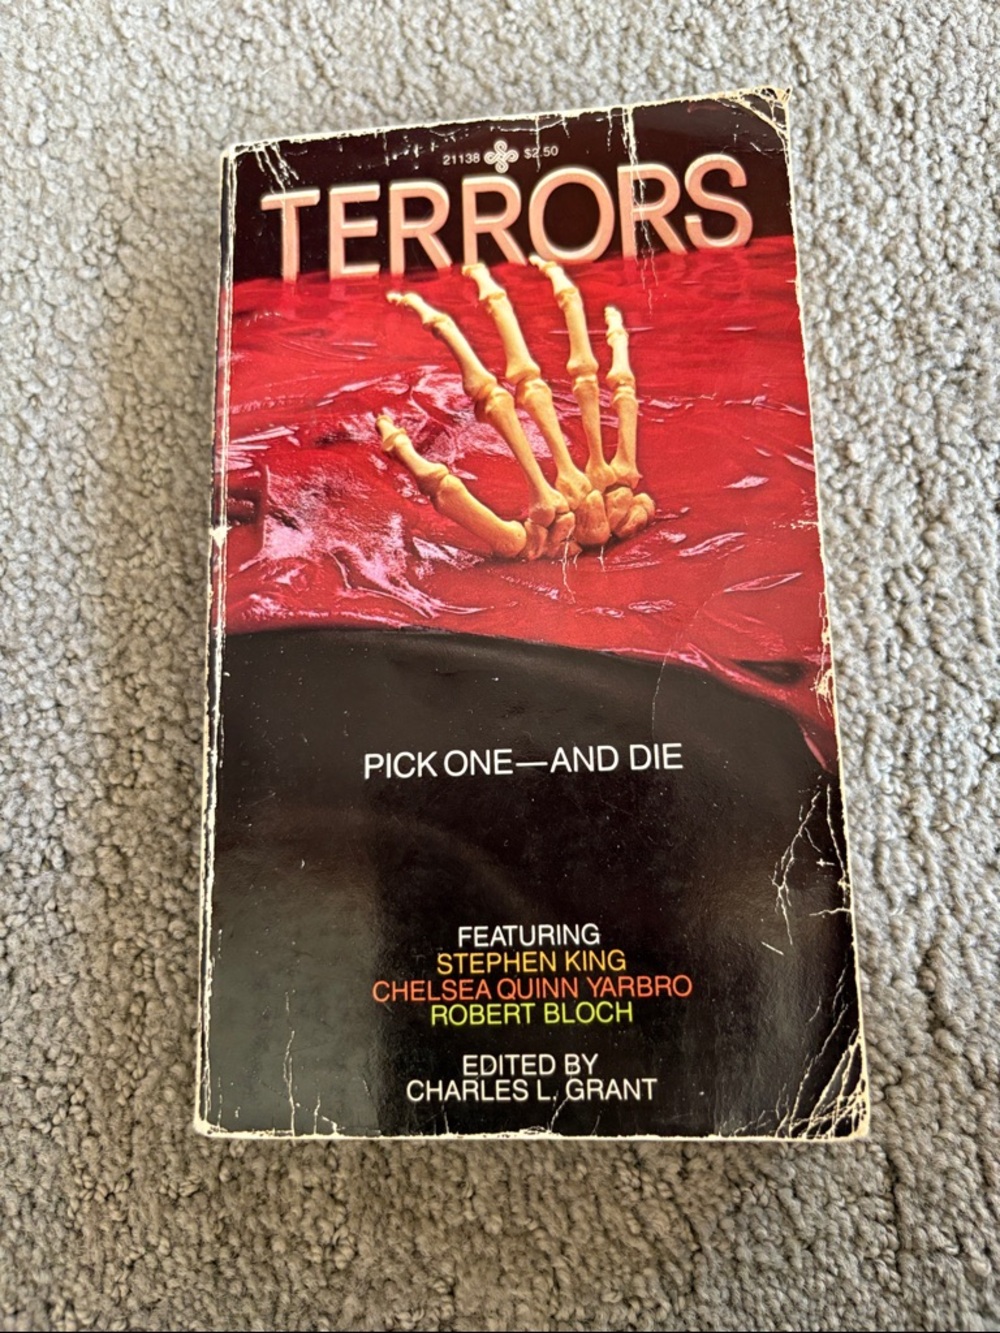 21138 $2.50
TERRORS
PICK ONE—AND DIE
FEATURING
STEPHEN KING
CHELSEA QUINN YARBRO
ROBERT BLOCH
EDITED BY
CHARLES L. GRANT